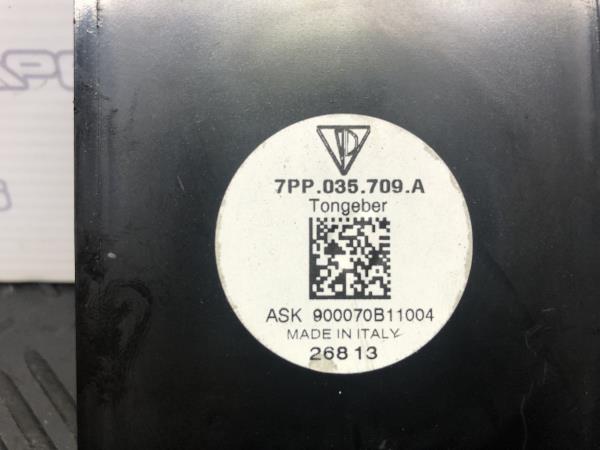 7PP.035.709.A
Tongeber
ASK 900070B11004
MADE IN ITALY
268 13